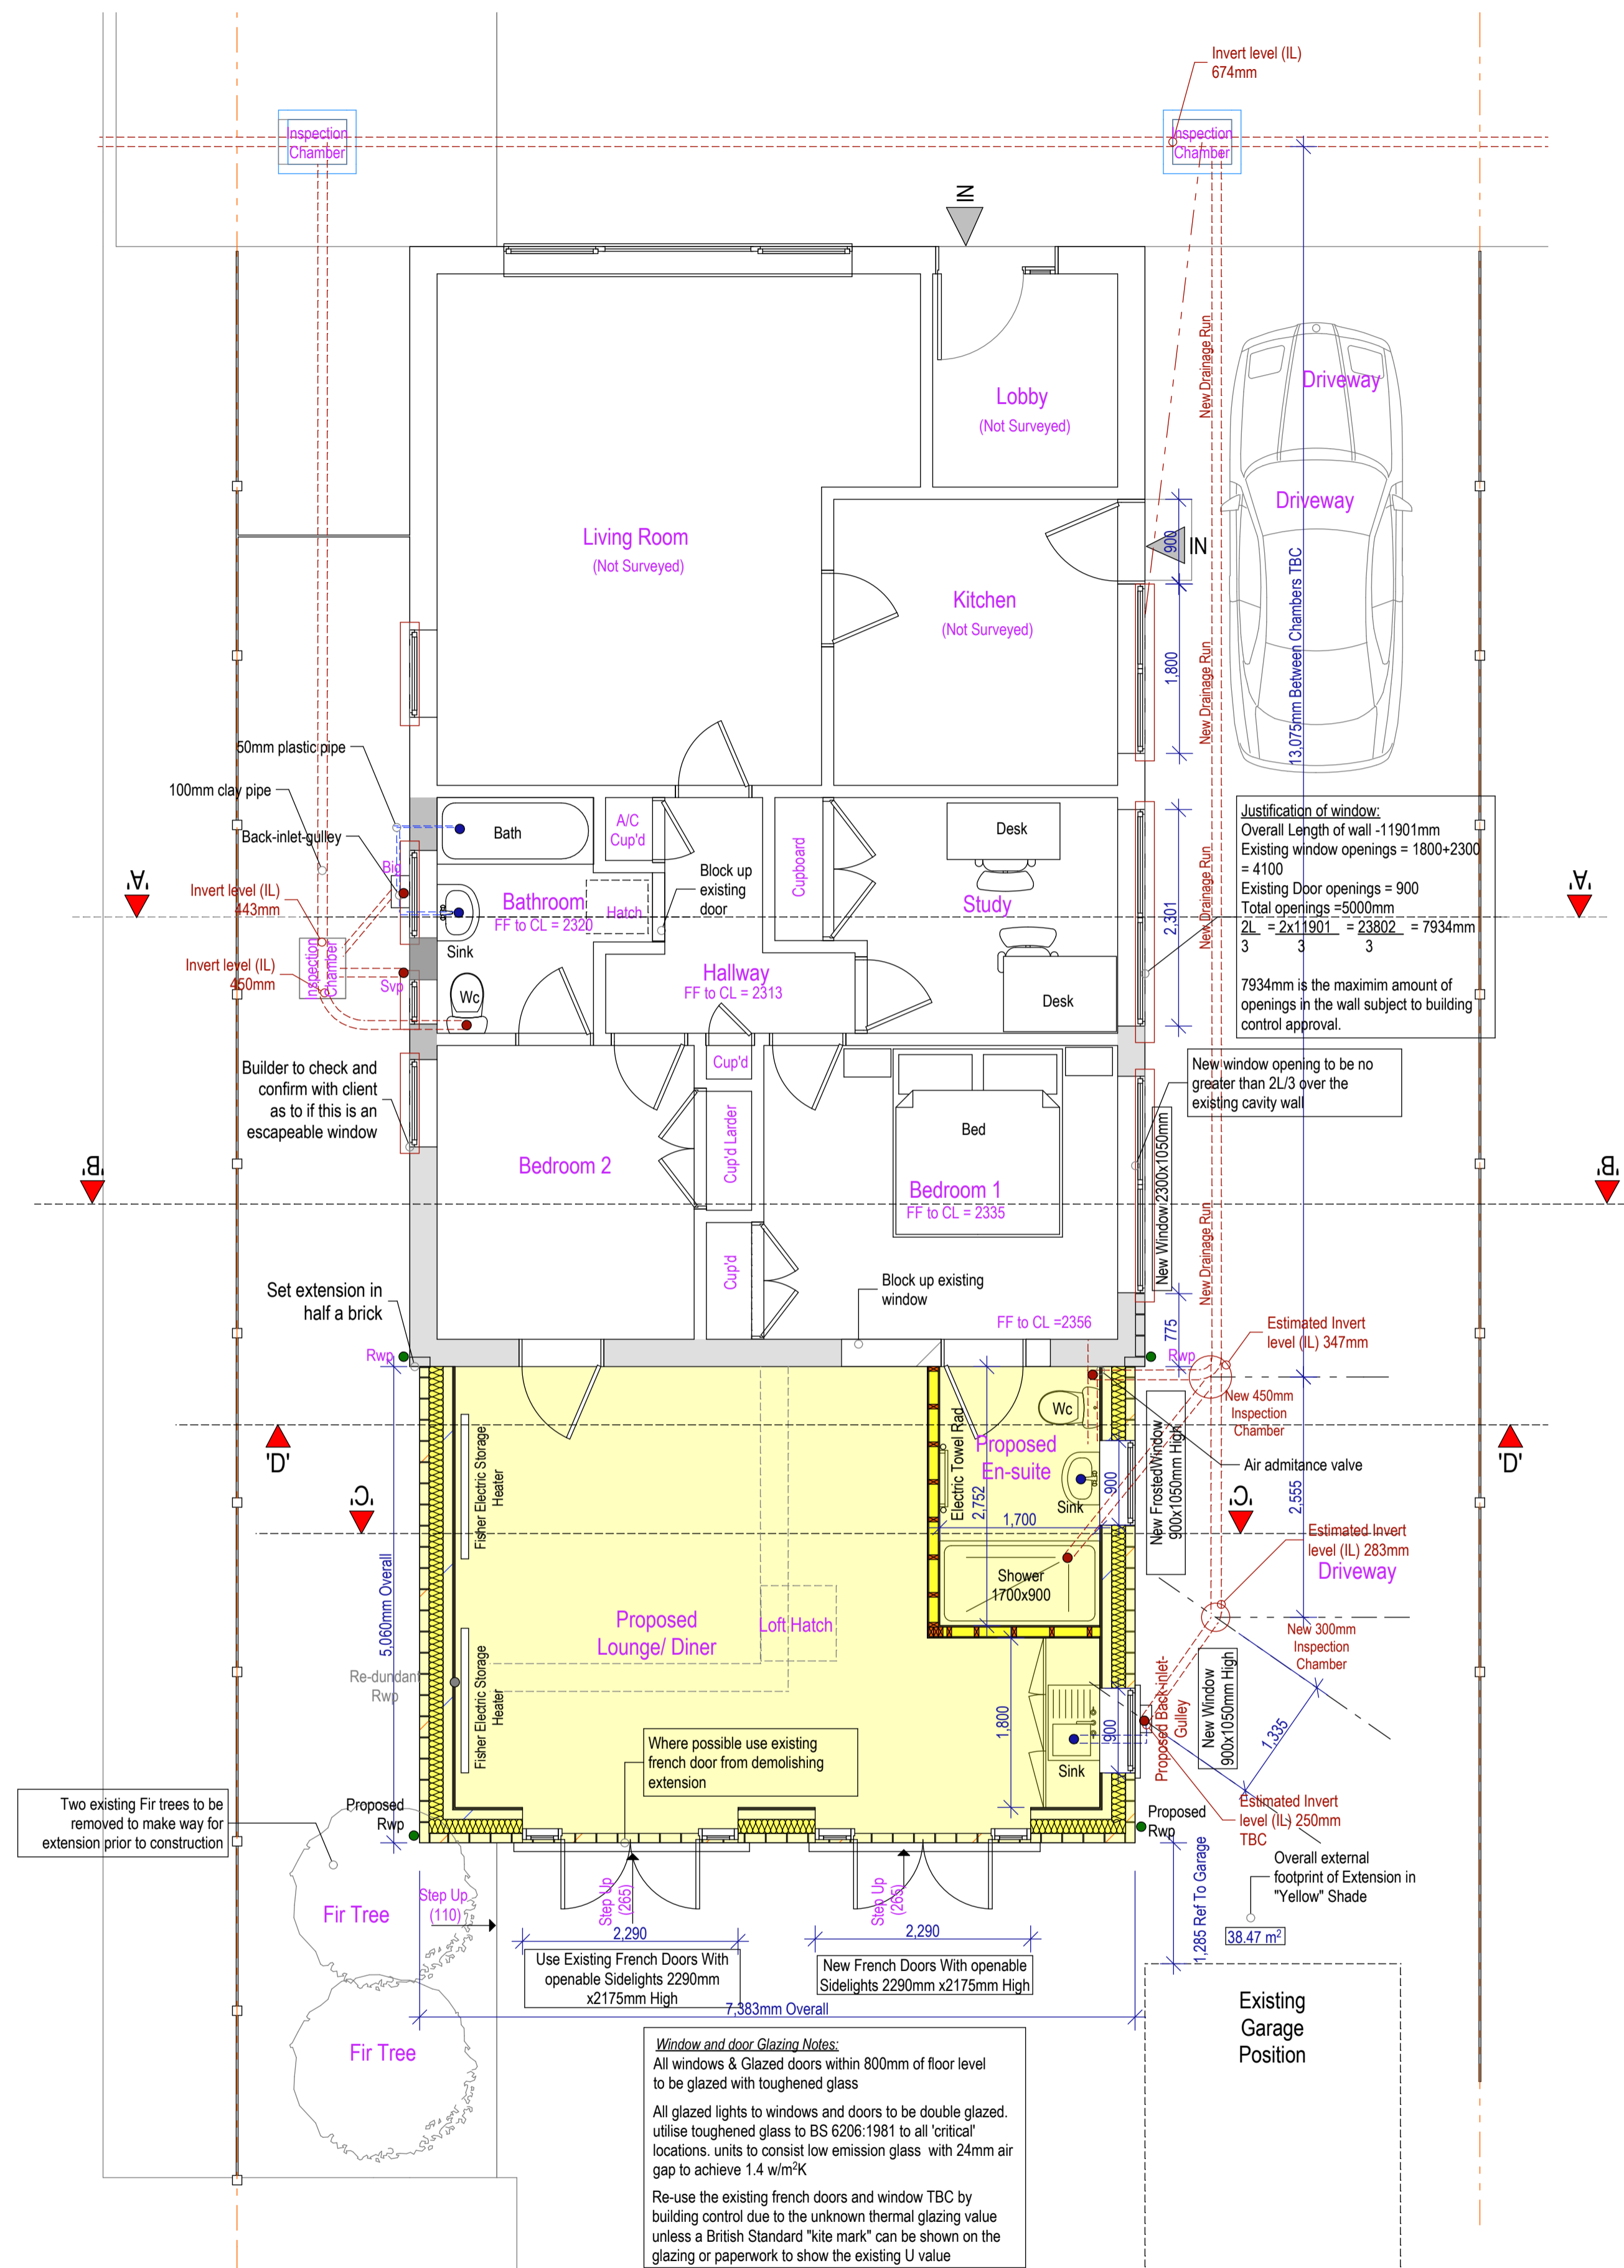 Invert level (IL)
674mm
Inspection
Chamber
Inspection
Chamber
IN
Driveway
Lobby
(Not Surveyed)
New Drainage Run
Driveway
Living Room
(Not Surveyed)
900
IN
Kitchen
(Not Surveyed)
13,075mm Between Chambers TBC
1,800
New Drainage Run
50mm plastic pipe
100mm clay pipe
Back-inlet-gulley
Big
Invert level (IL)
443mm
Inspection
Chamber
Invert level (IL)
450mm
Svp
Bath
A/C
Cup'd
Block up
existing
door
Bathroom
FF to CL = 2320
Hatch
Sink
Wc
Cupboard
Desk
Study
Desk
Hallway
FF to CL = 2313
2,301
New Drainage Run
Justification of window:
Overall Length of wall -11901mm
Existing window openings = 1800+2300
= 4100
Existing Door openings = 900
Total openings =5000mm
2L = 2x11901 = 23802 = 7934mm
3 3 3
7934mm is the maximim amount of
openings in the wall subject to building
control approval.
'A'
'A'
Builder to check and
confirm with client
as to if this is an
escapeable window
Cup'd
Cup'd Larder
Cup'd
Bedroom 2
Bed
Bedroom 1
FF to CL = 2335
New window opening to be no
greater than 2L/3 over the
existing cavity wall
New Window 2300x1050mm
New Drainage Run
'B'
'B'
Set extension in
half a brick
Block up existing
window
FF to CL =2356
775
Estimated Invert
level (IL) 347mm
Rwp
Rwp
New 450mm
Inspection
Chamber
Wc
Proposed
En-suite
Electric Towel Rad
2,752
Sink
900
1,700
New FrostedWindow
900x1050mm High
Air admitance valve
2,555
'D'
'D'
'C'
'C'
Fisher Electric Storage
Heater
Shower
1700x900
Estimated Invert
level (IL) 283mm
Driveway
5,060mm Overall
Proposed
Lounge/ Diner
Loft Hatch
New 300mm
Inspection
Chamber
Re-dundant
Rwp
Fisher Electric Storage
Heater
1,800
Sink
900
Proposed Back-inlet-
Gulley
New Window
900x1050mm High
1,335
Where possible use existing
french door from demolishing
extension
Two existing Fir trees to be
removed to make way for
extension prior to construction
Proposed
Rwp
Proposed
Rwp
Estimated Invert
level (IL) 250mm
TBC
Overall external
footprint of Extension in
"Yellow" Shade
38.47 m²
1,285 Ref To Garage
Fir Tree
Step Up
(110)
Step Up
(265)
Step Up
(265)
2,290
2,290
Use Existing French Doors With
openable Sidelights 2290mm
x2175mm High
New French Doors With openable
Sidelights 2290mm x2175mm High
7,383mm Overall
Fir Tree
Existing
Garage
Position
Window and door Glazing Notes:
All windows & Glazed doors within 800mm of floor level
to be glazed with toughened glass
All glazed lights to windows and doors to be double glazed.
utilise toughened glass to BS 6206:1981 to all 'critical'
locations. units to consist low emission glass with 24mm air
gap to achieve 1.4 w/m²K
Re-use the existing french doors and window TBC by
building control due to the unknown thermal glazing value
unless a British Standard "kite mark" can be shown on the
glazing or paperwork to show the existing U value